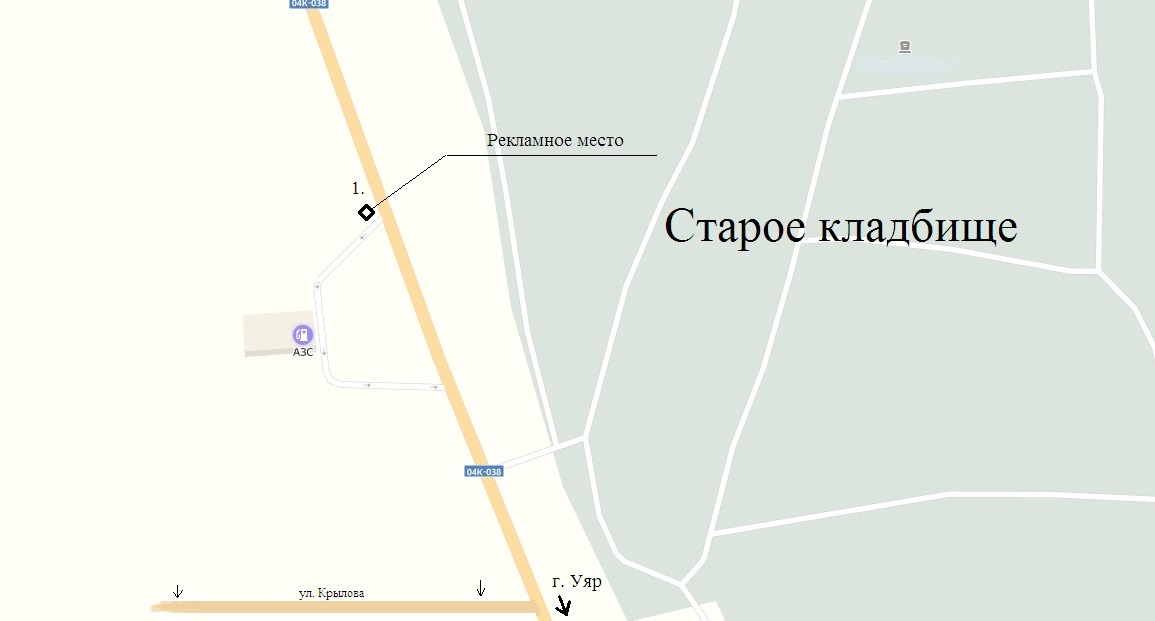 04К-038
Рекламное место
1.
Старое кладбище
АЗС
04К-038
г. Уяр
ул. Крылова